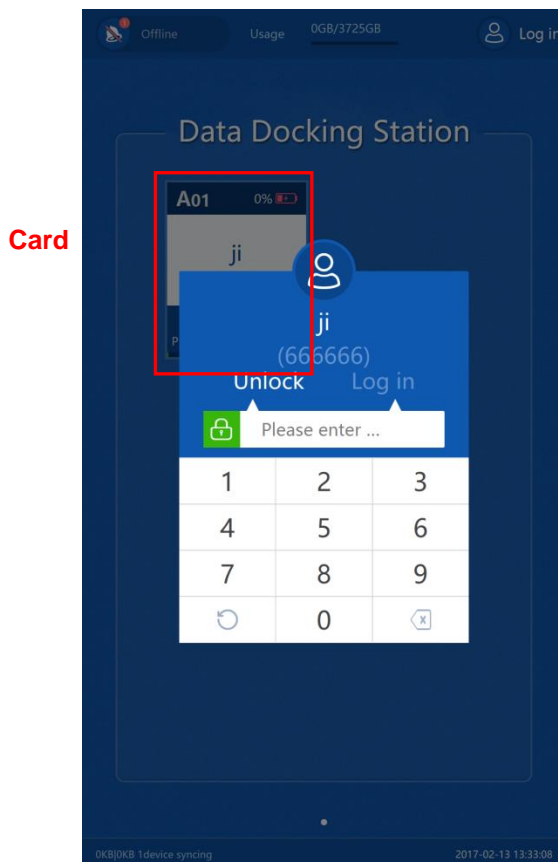 Offline Usage 0GB/3725GB Log in
Data Docking Station
A01 0%
Card
ji
P
ji
(666666)
Unlock Log in
Please enter ...
1 2 3
4 5 6
7 8 9
0 x
0KB|0KB 1device syncing 2017-02-13 13:33:08